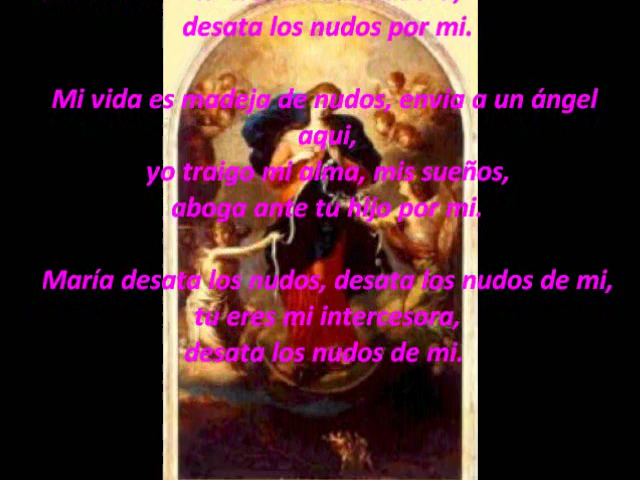 desata los nudos por mi.
Mi vida es madeja de nudos, envía a un ángel
aqui,
yo traigo mi alma, mis sueños,
aboga ante tu hijo por mi.
María desata los nudos, desata los nudos de mi,
tu eres mi intercesora,
desata los nudos de mi.